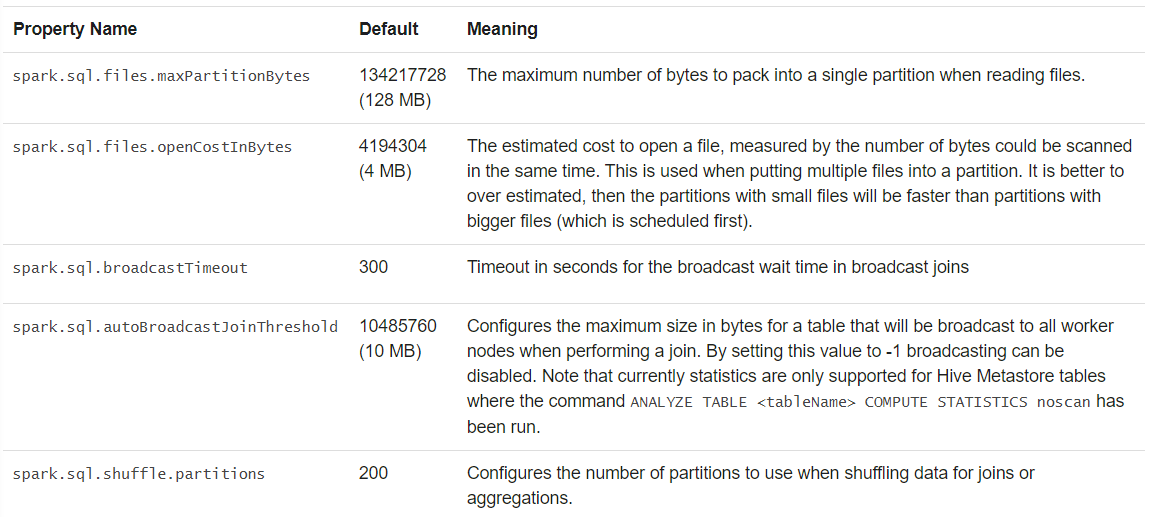 Property Name Default Meaning
spark.sql.files.maxPartitionBytes 134217728 The maximum number of bytes to pack into a single partition when reading files.
(128 MB)
spark.sql.files.openCostInBytes 4194304 The estimated cost to open a file, measured by the number of bytes could be scanned
(4 MB) in the same time. This is used when putting multiple files into a partition. It is better to
over estimated, then the partitions with small files will be faster than partitions with
bigger files (which is scheduled first).
spark.sql.broadcastTimeout 300 Timeout in seconds for the broadcast wait time in broadcast joins
spark.sql.autoBroadcastJoinThreshold 10485760 Configures the maximum size in bytes for a table that will be broadcast to all worker
(10 MB) nodes when performing a join. By setting this value to -1 broadcasting can be
disabled. Note that currently statistics are only supported for Hive Metastore tables
where the command ANALYZE TABLE <tableName> COMPUTE STATISTICS noscan has
been run.
spark.sql.shuffle.partitions 200 Configures the number of partitions to use when shuffling data for joins or
aggregations.